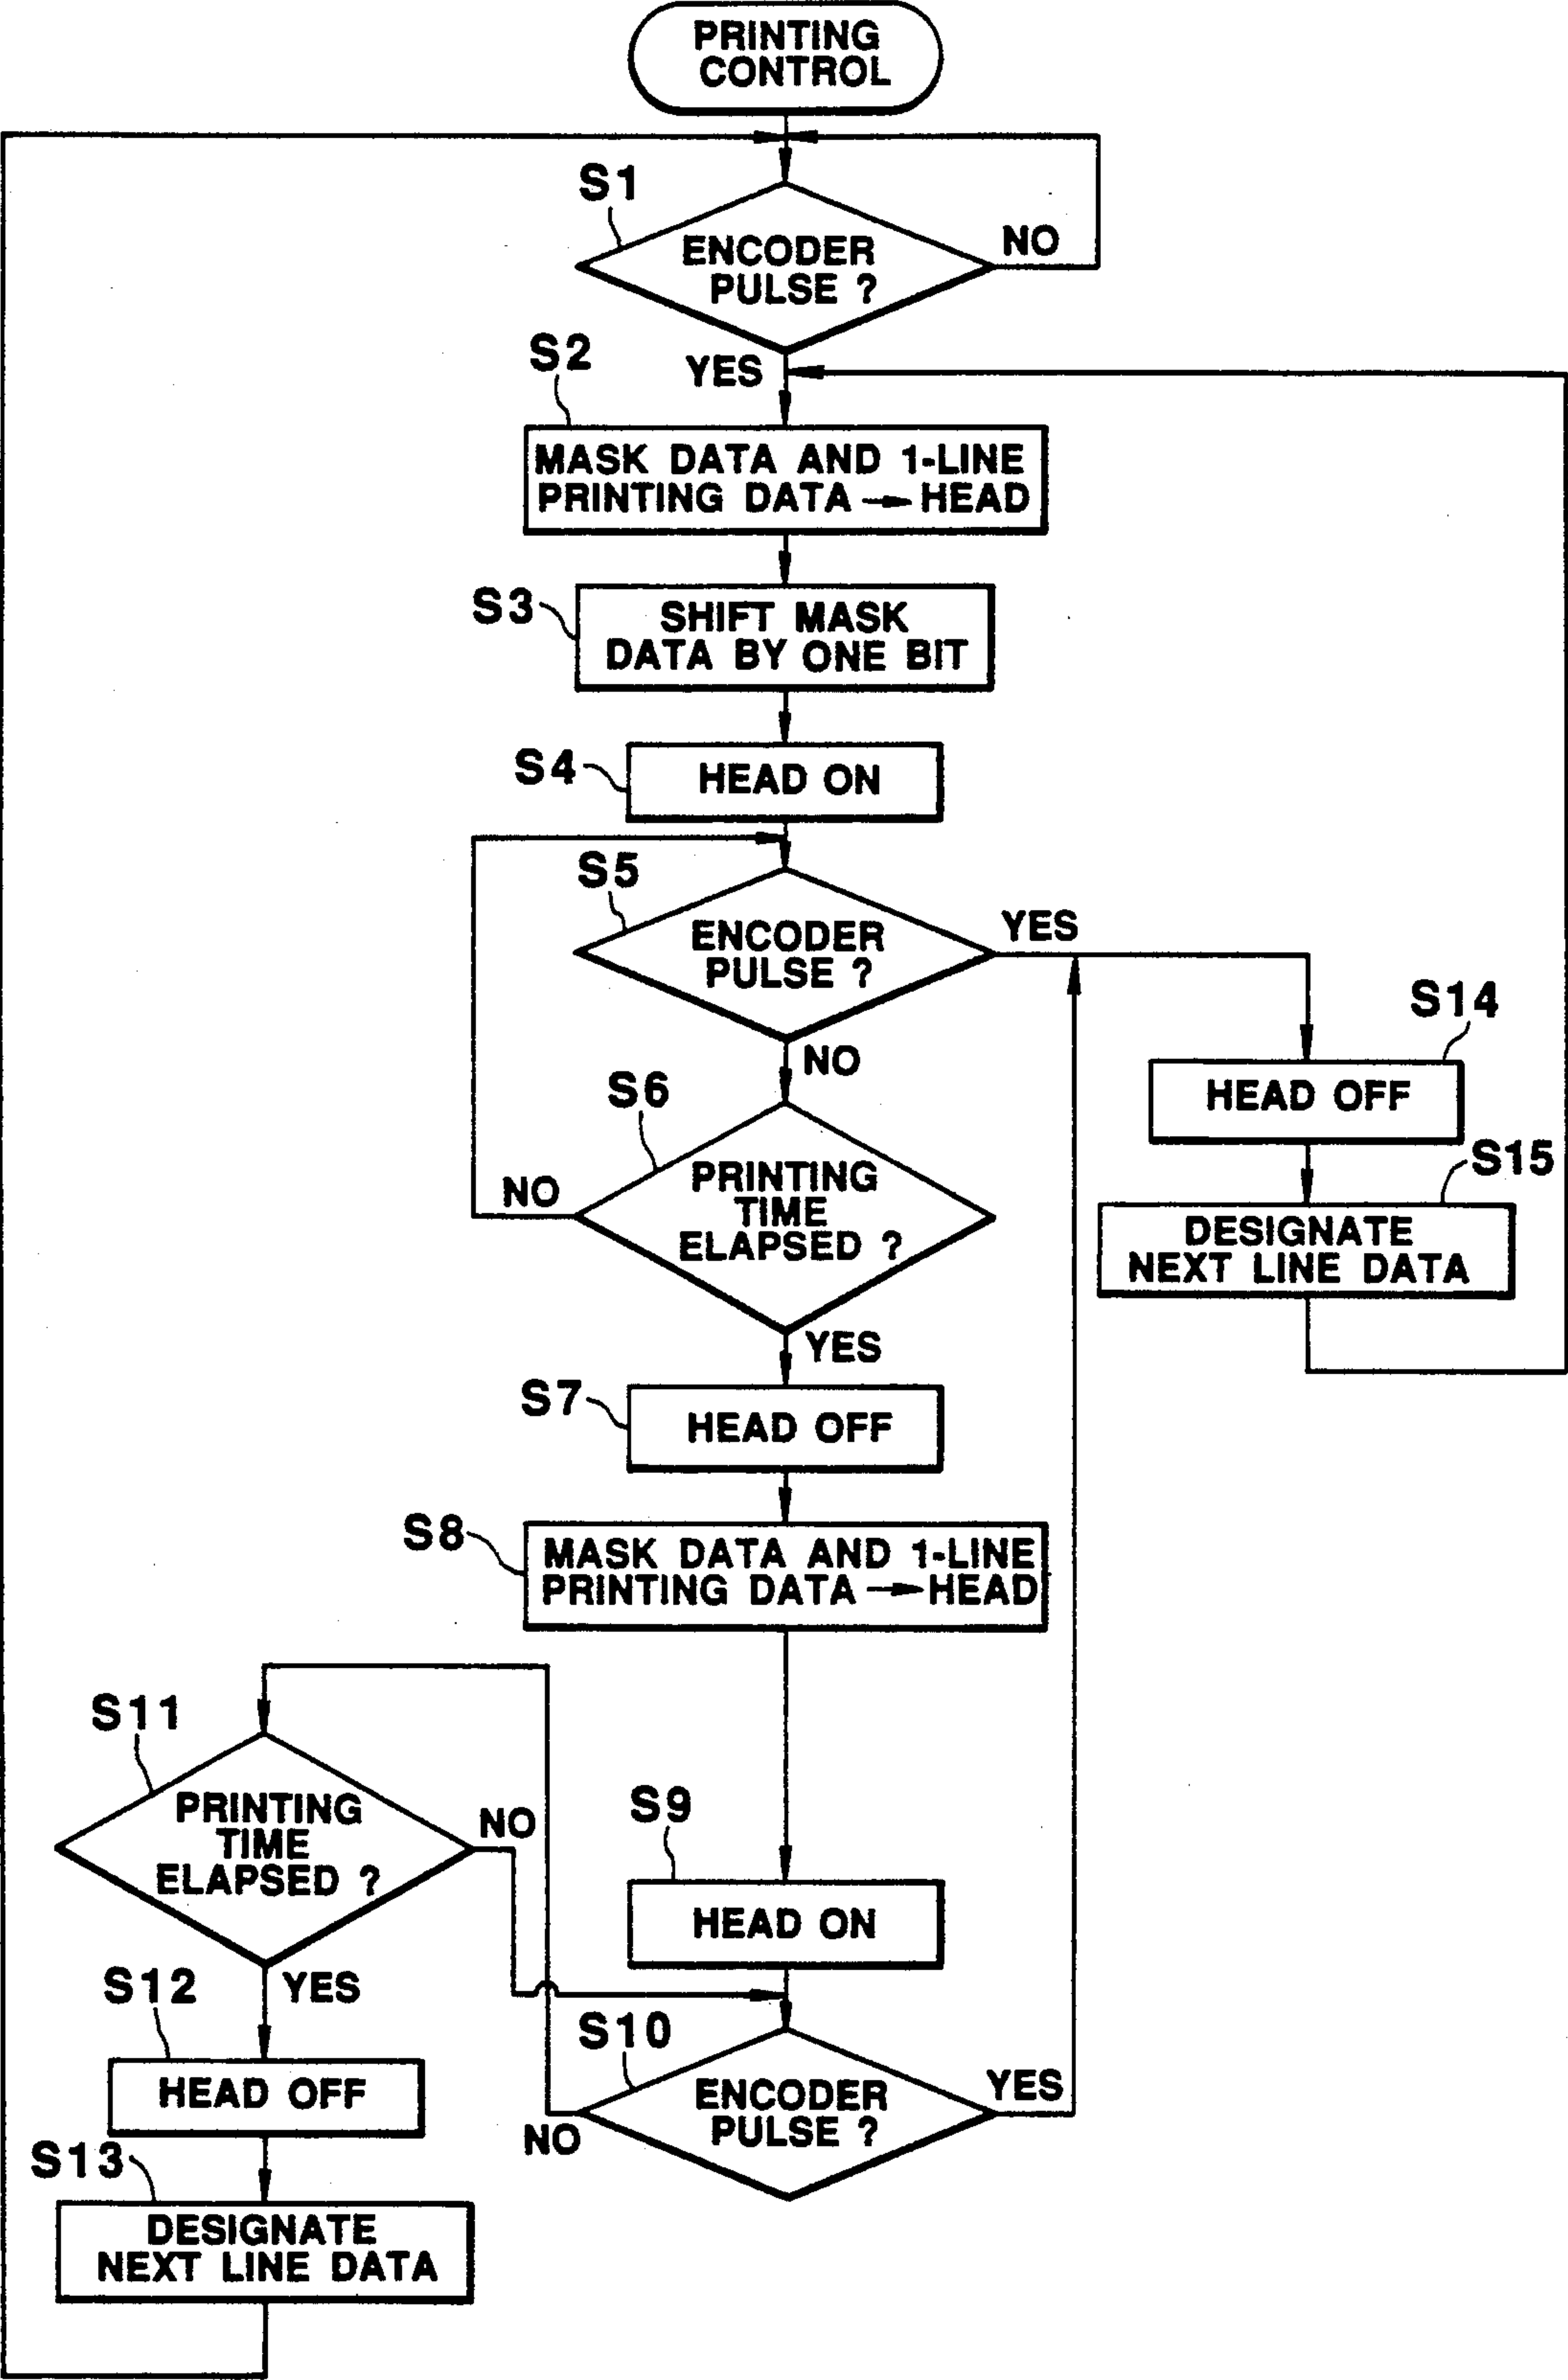 PRINTING
CONTROL
S1
ENCODER
PULSE ?
NO
YES
S2
MASK DATA AND 1-LINE
PRINTING DATA → HEAD
S3
SHIFT MASK
DATA BY ONE BIT
S4
HEAD ON
S5
ENCODER
PULSE ?
YES
NO
S14
HEAD OFF
S6
PRINTING
TIME
ELAPSED ?
NO
YES
S15
DESIGNATE
NEXT LINE DATA
S7
HEAD OFF
S8
MASK DATA AND 1-LINE
PRINTING DATA → HEAD
S11
PRINTING
TIME
ELAPSED ?
NO
YES
S9
HEAD ON
S10
ENCODER
PULSE ?
YES
NO
S12
HEAD OFF
S13
DESIGNATE
NEXT LINE DATA